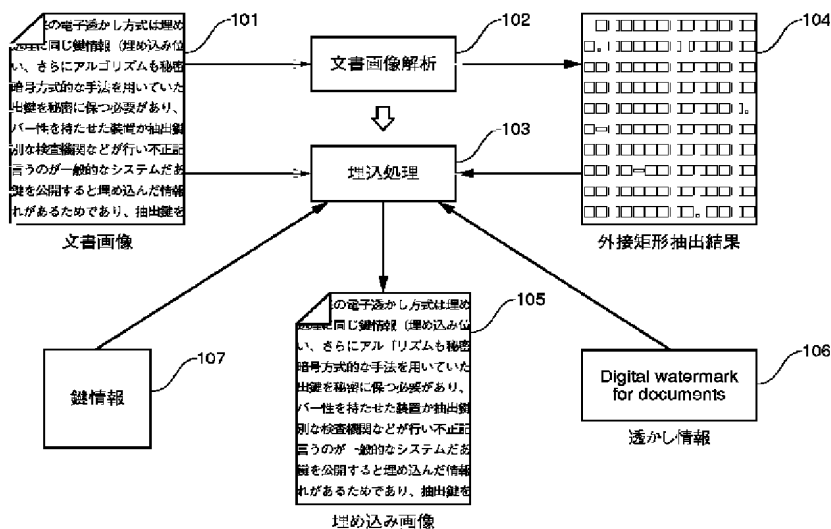 101
の電子透かし方式は埋め
処理に同じ鍵情報（埋め込み位
い、さらにアルゴリズムも秘密
暗号方式的な手法を用いていた
出鍵を秘密に保つ必要があり、
バー性を持たせた装置か抽出鍵
別な検査機関などが行い不正記
言うのが一般的なシステムだあ
鍵を公開すると埋め込んだ情報
れがあるためであり、抽出鍵を
文書画像
102
文書画像解析
103
埋込処理
104
外接矩形抽出結果
105
の電子透かし方式は埋め
処理に同じ鍵情報（埋め込み位
い、さらにアル「リズムも秘密
暗号方式的な手法を用いていた
出鍵を秘密に保つ必要があり、
バー性を持たせた装置か抽出鍵
別な検査機関などが行い不正記
言うのが一般的なシステムだあ
鍵を公開すると埋め込んだ情報
れがあるためであり、抽出鍵を
埋め込み画像
107
鍵情報
106
Digital watermark
for documents
透かし情報